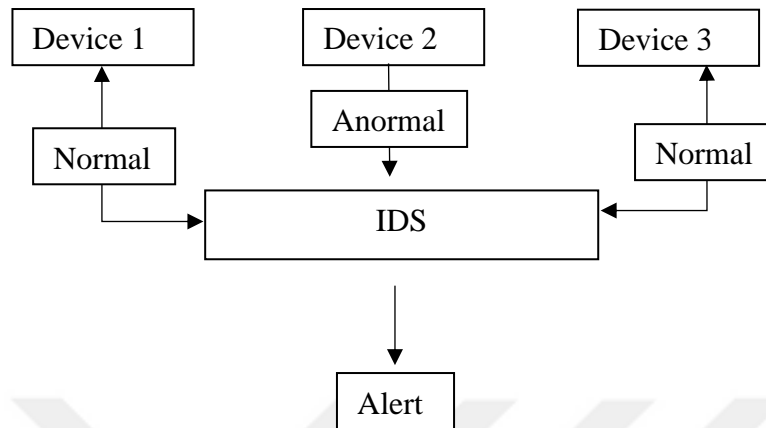 Device 1
Device 2
Device 3
Normal
Anormal
Normal
IDS
Alert